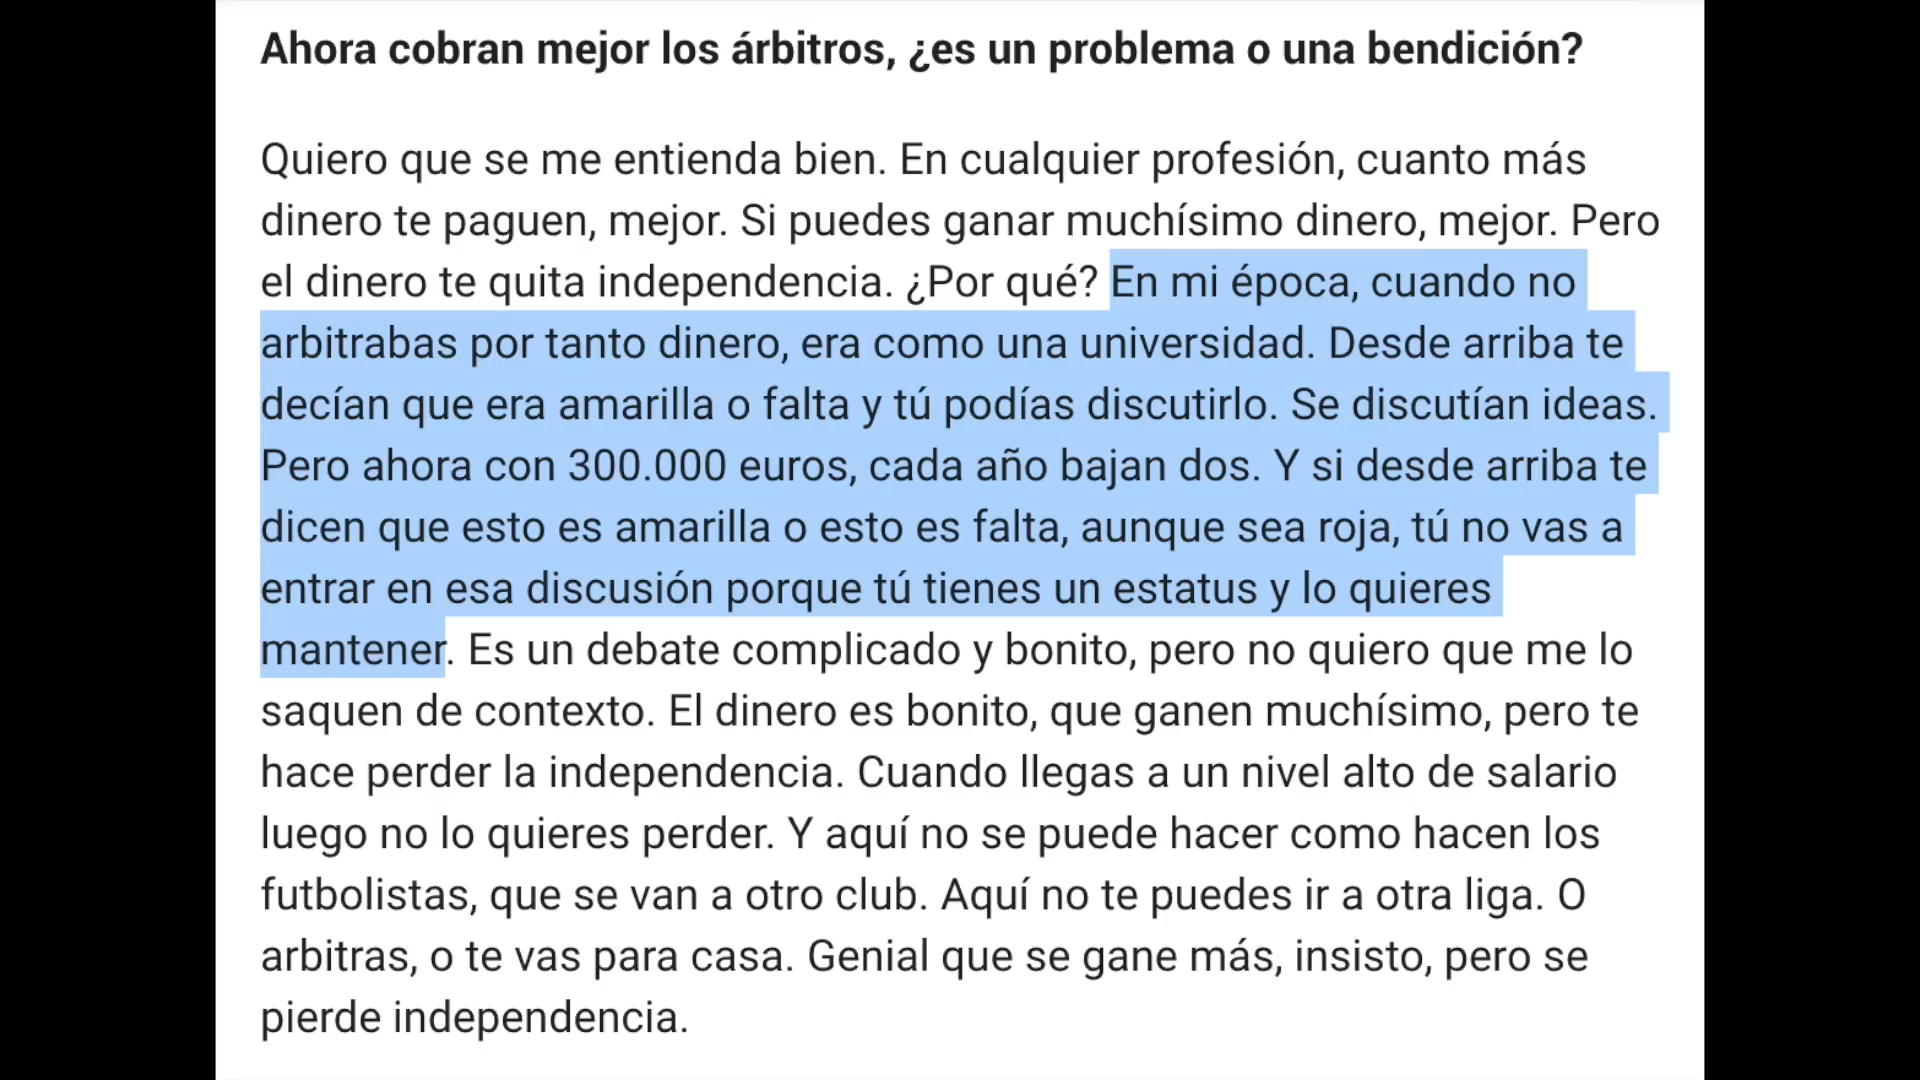 Ahora cobran mejor los árbitros, ¿es un problema o una bendición?
Quiero que se me entienda bien. En cualquier profesión, cuanto más
dinero te paguen, mejor. Si puedes ganar muchísimo dinero, mejor. Pero
el dinero te quita independencia. ¿Por qué? En mi época, cuando no
arbitrabas por tanto dinero, era como una universidad. Desde arriba te
decían que era amarilla o falta y tú podías discutirlo. Se discutían ideas.
Pero ahora con 300.000 euros, cada año bajan dos. Y si desde arriba te
dicen que esto es amarilla o esto es falta, aunque sea roja, tú no vas a
entrar en esa discusión porque tú tienes un estatus y lo quieres
mantener. Es un debate complicado y bonito, pero no quiero que me lo
saquen de contexto. El dinero es bonito, que ganen muchísimo, pero te
hace perder la independencia. Cuando llegas a un nivel alto de salario
luego no lo quieres perder. Y aquí no se puede hacer como hacen los
futbolistas, que se van a otro club. Aquí no te puedes ir a otra liga. O
arbitras, o te vas para casa. Genial que se gane más, insisto, pero se
pierde independencia.